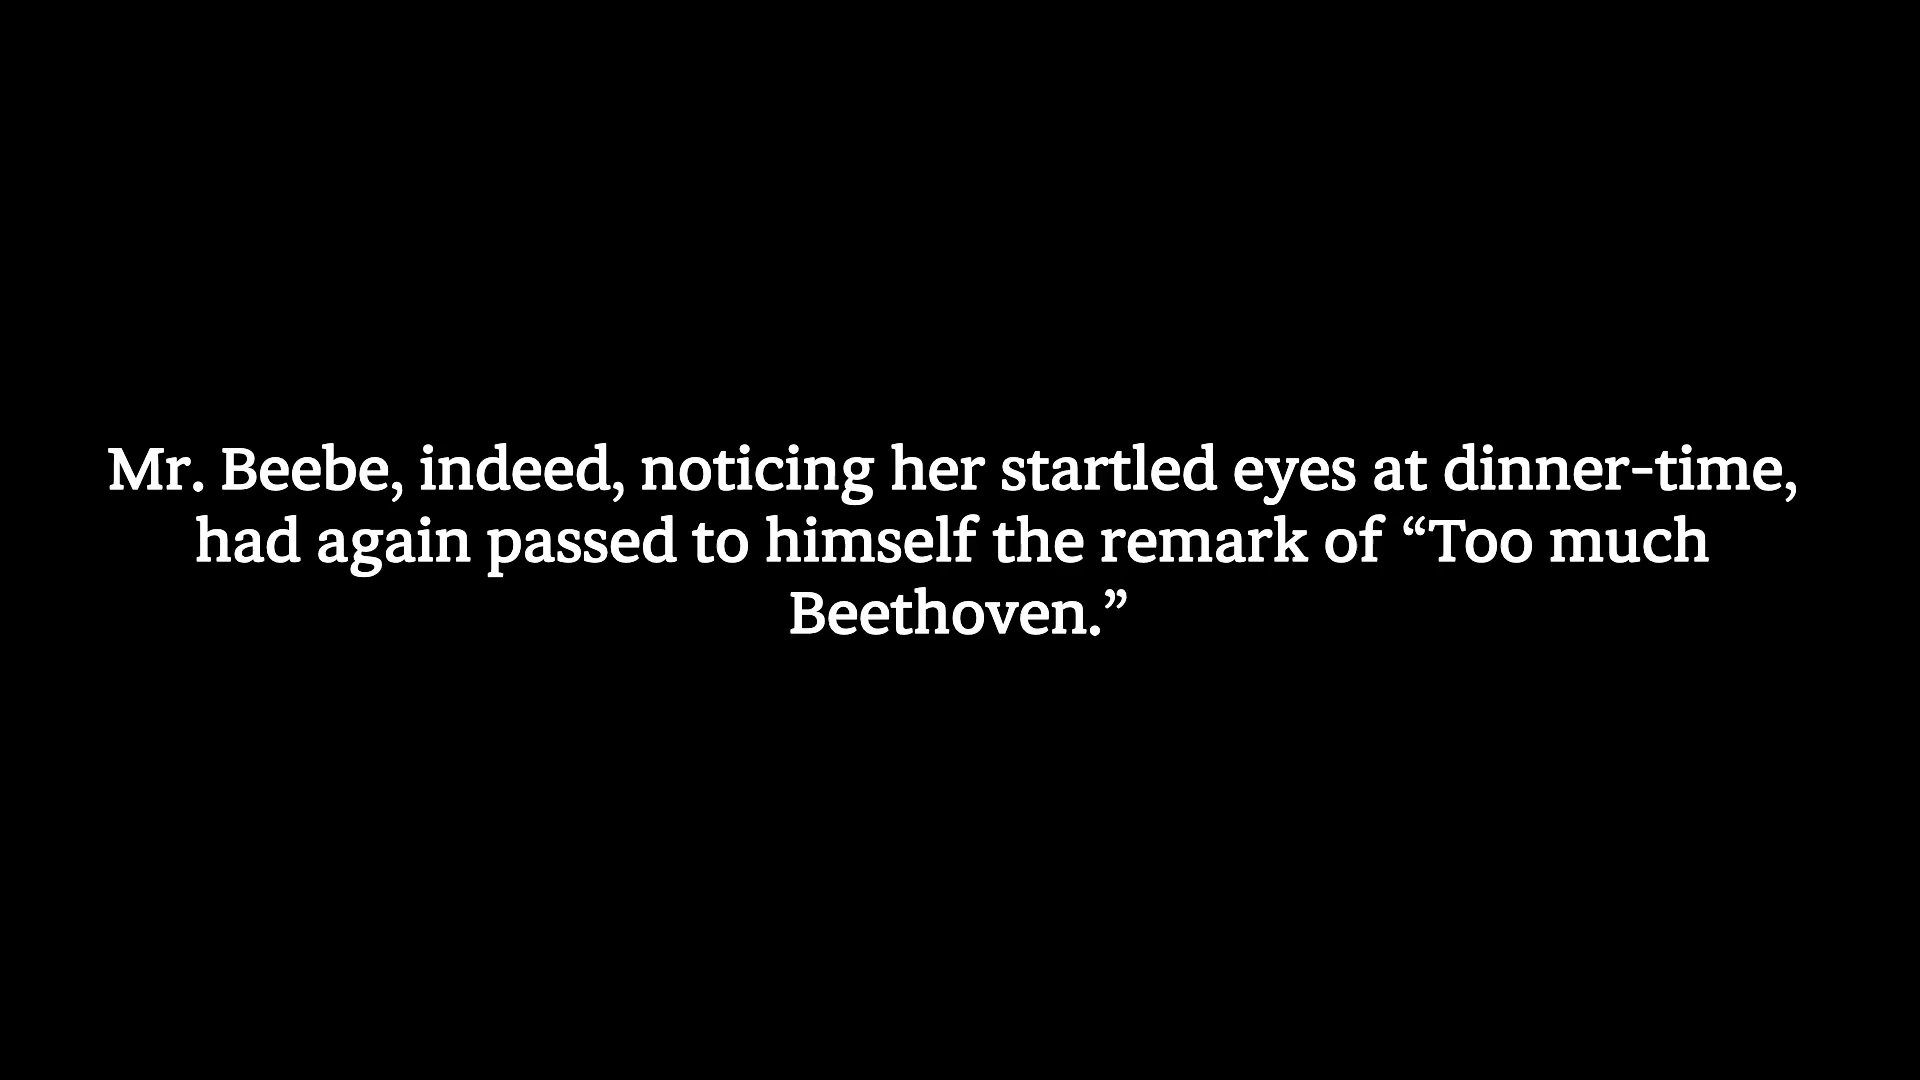 Mr. Beebe, indeed, noticing her startled eyes at dinner-time,
had again passed to himself the remark of “Too much
Beethoven.”